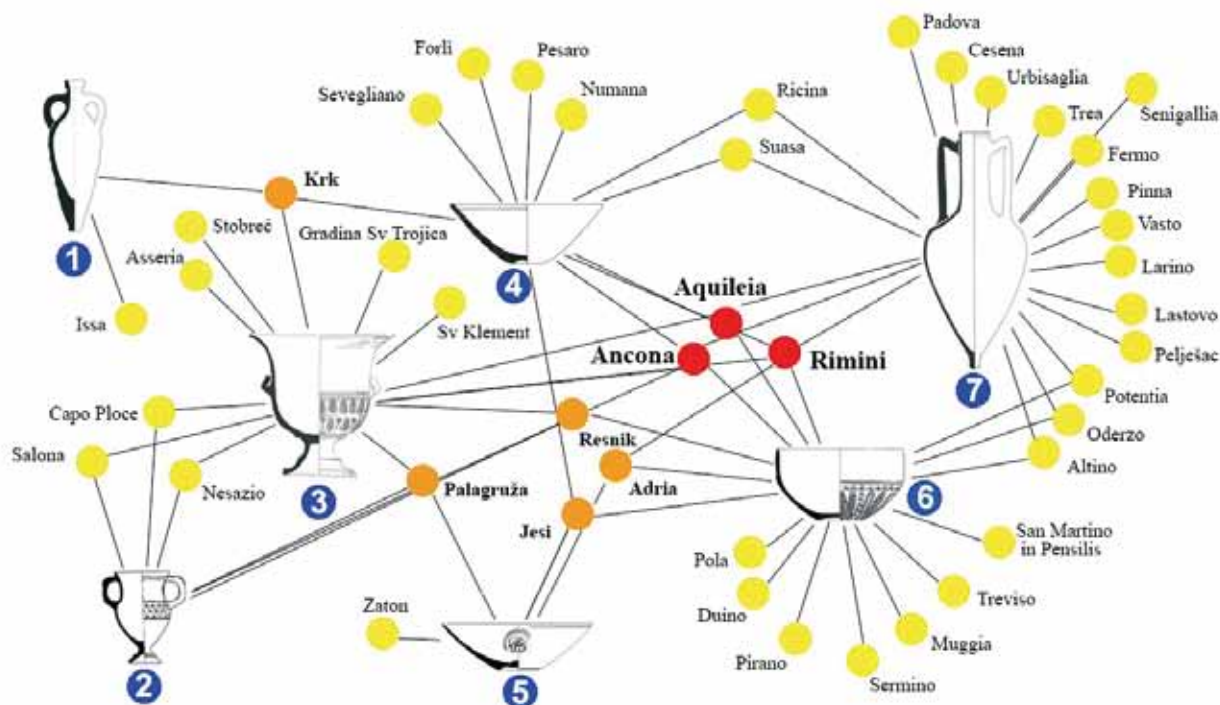 Padova
Forli
Pesaro
Cesena
Sevegliano
Numana
Ricina
Urbisaglia
Trea
Senigallia
Suasa
Fermo
Krk
Pinna
Stobreč
Gradina Sv Trojica
Vasto
Asseria
1
4
Larino
Issa
Aquileia
Sv Klement
Lastovo
Ancona
Rimini
Pelješac
7
Capo Ploce
Potentia
Resnik
Oderzo
Salona
Altino
Nesazio
3
Palagruža
Adria
6
Jesi
San Martino
in Pensilis
Pola
Treviso
Duino
Zaton
Muggia
Pirano
Sermino
2
5